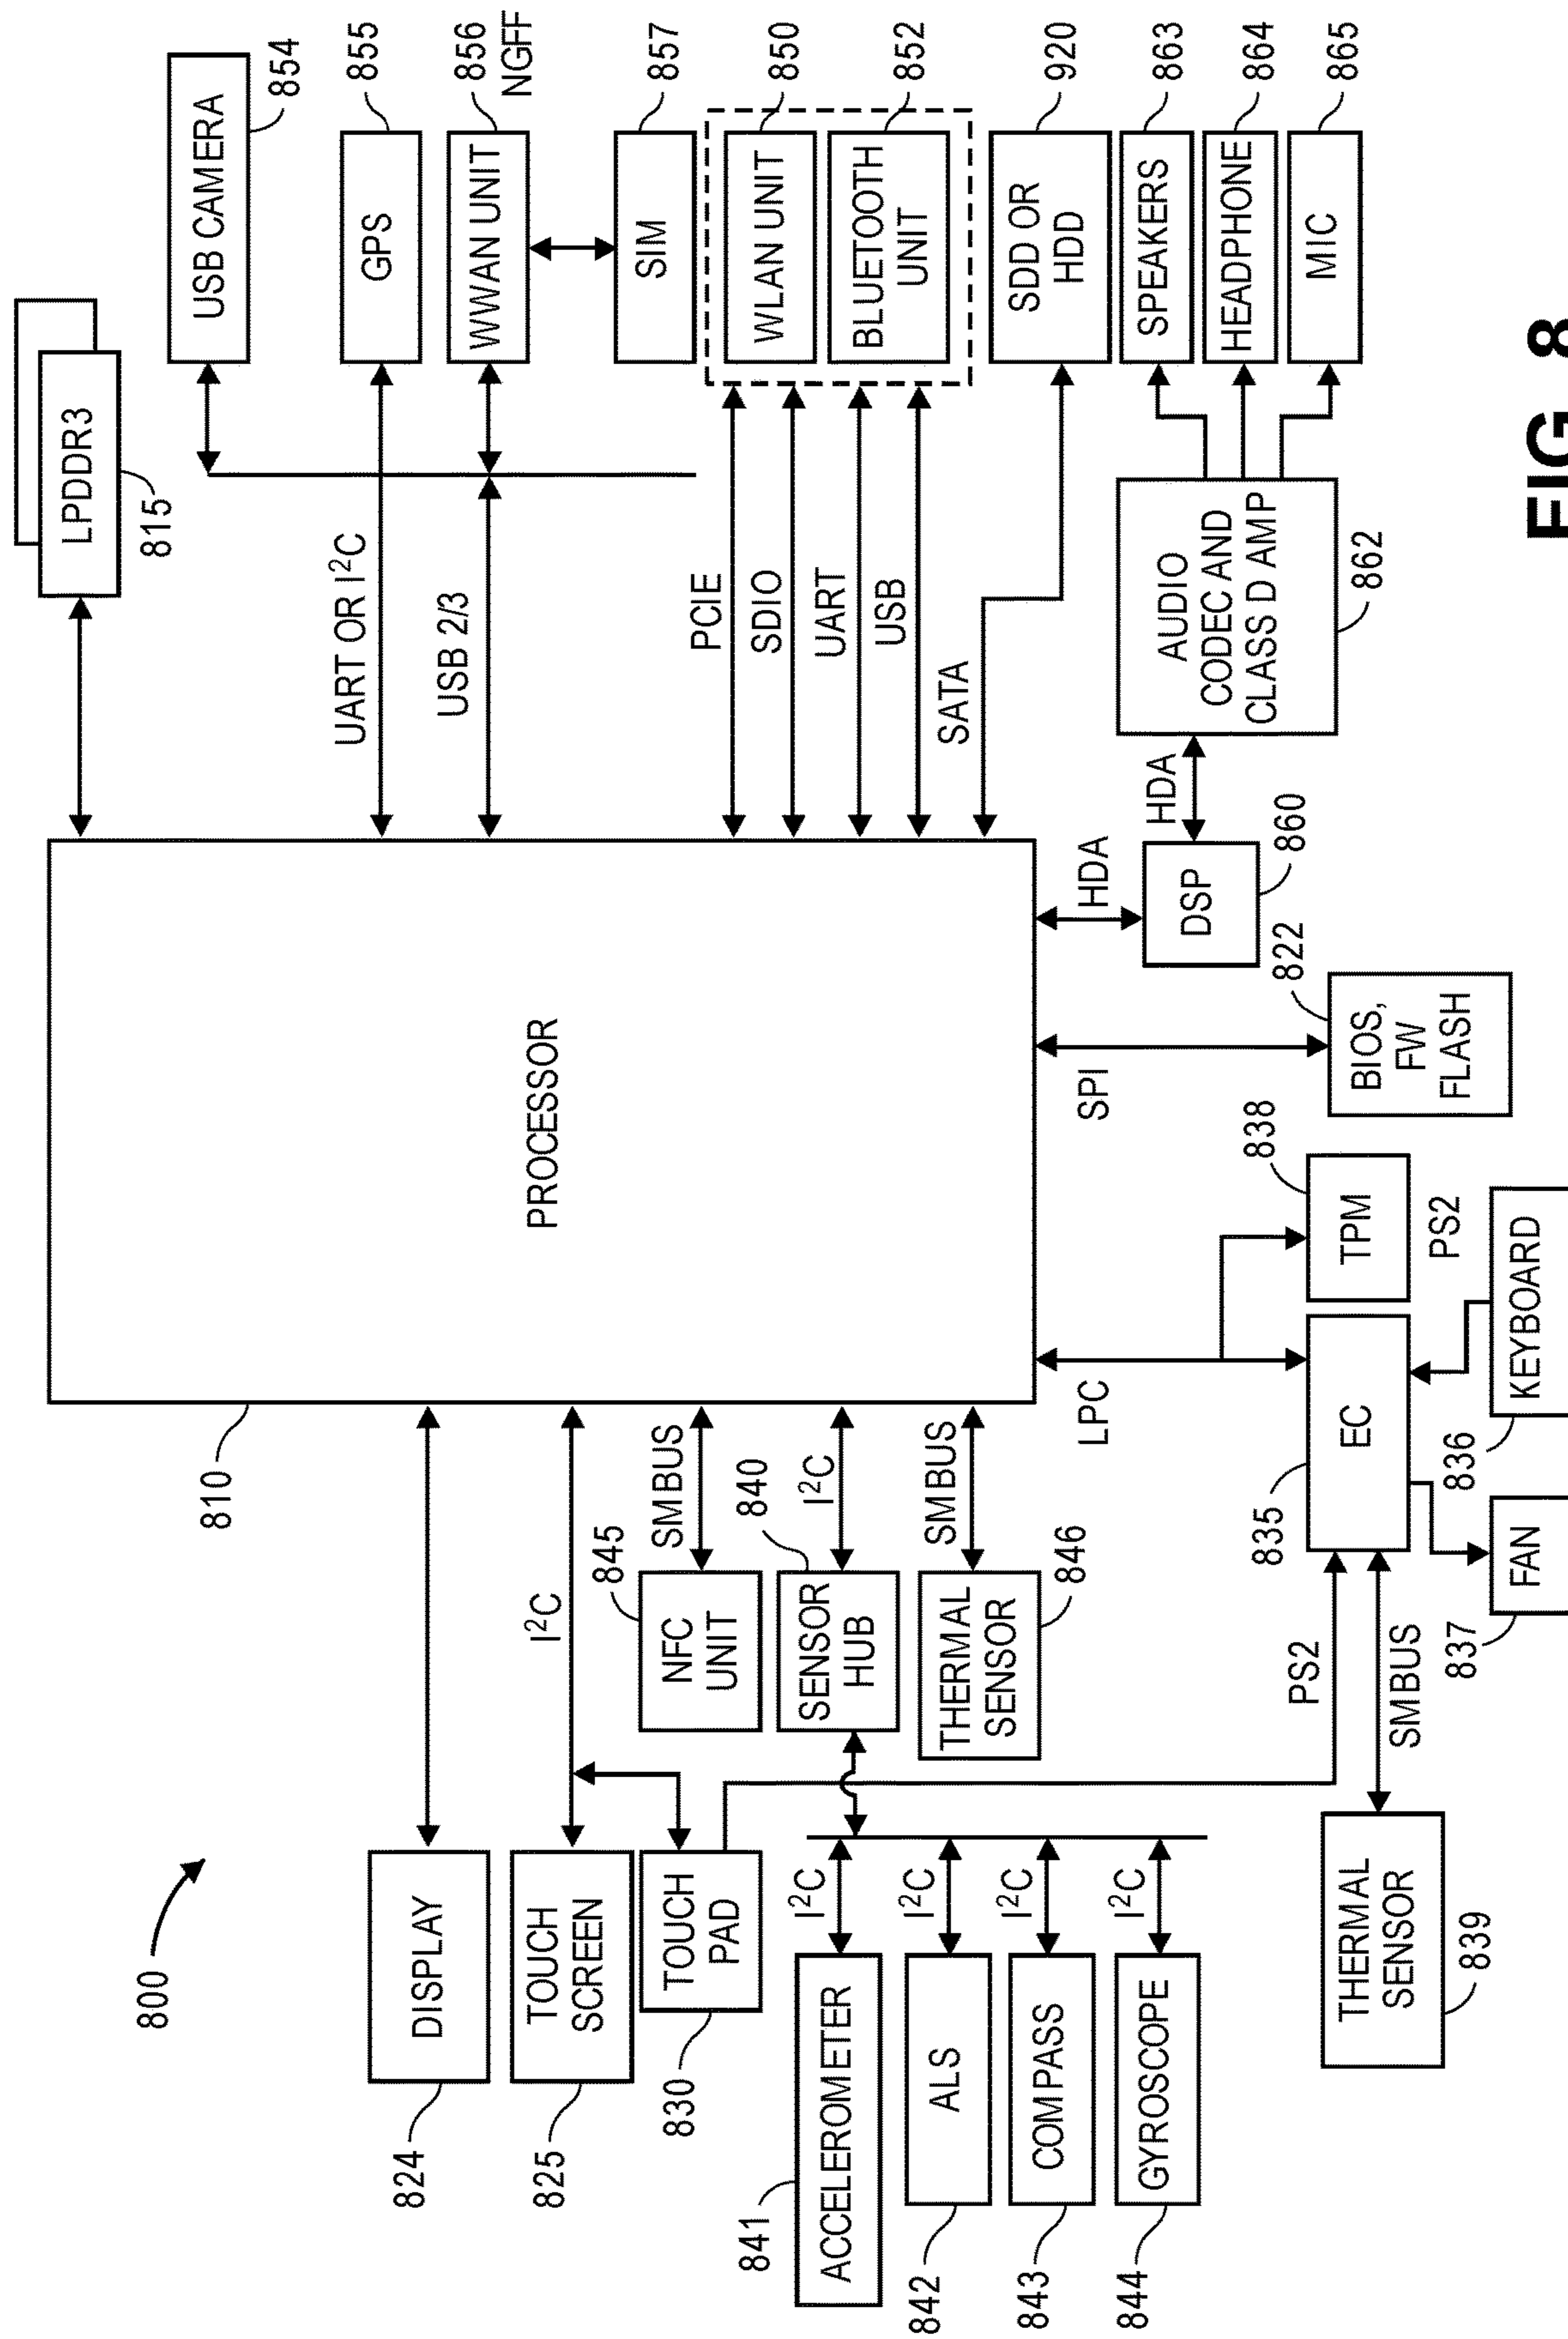 800
LPDDR3
815
824
DISPLAY
825
TOUCH
SCREEN
I²C
830
TOUCH
PAD
810
PROCESSOR
845
NFC
UNIT
SMBUS
840
SENSOR
HUB
I²C
THERMAL
SENSOR
846
SMBUS
841
ACCELEROMETER
I²C
842
ALS
I²C
843
COMPASS
I²C
844
GYROSCOPE
I²C
THERMAL
SENSOR
839
SMBUS
PS2
LPC
835
EC
838
TPM
837
FAN
836
KEYBOARD
PS2
SPI
822
BIOS,
FW
FLASH
HDA
DSP
860
HDA
AUDIO
CODEC AND
CLASS D AMP
862
USB CAMERA
854
UART OR I²C
GPS
855
USB 2/3
WWAN UNIT
856
NGFF
SIM
857
PCIE
SDIO
WLAN UNIT
850
UART
USB
BLUETOOTH
UNIT
852
SATA
SDD OR
HDD
920
SPEAKERS
863
HEADPHONE
864
MIC
865
FIG. 8